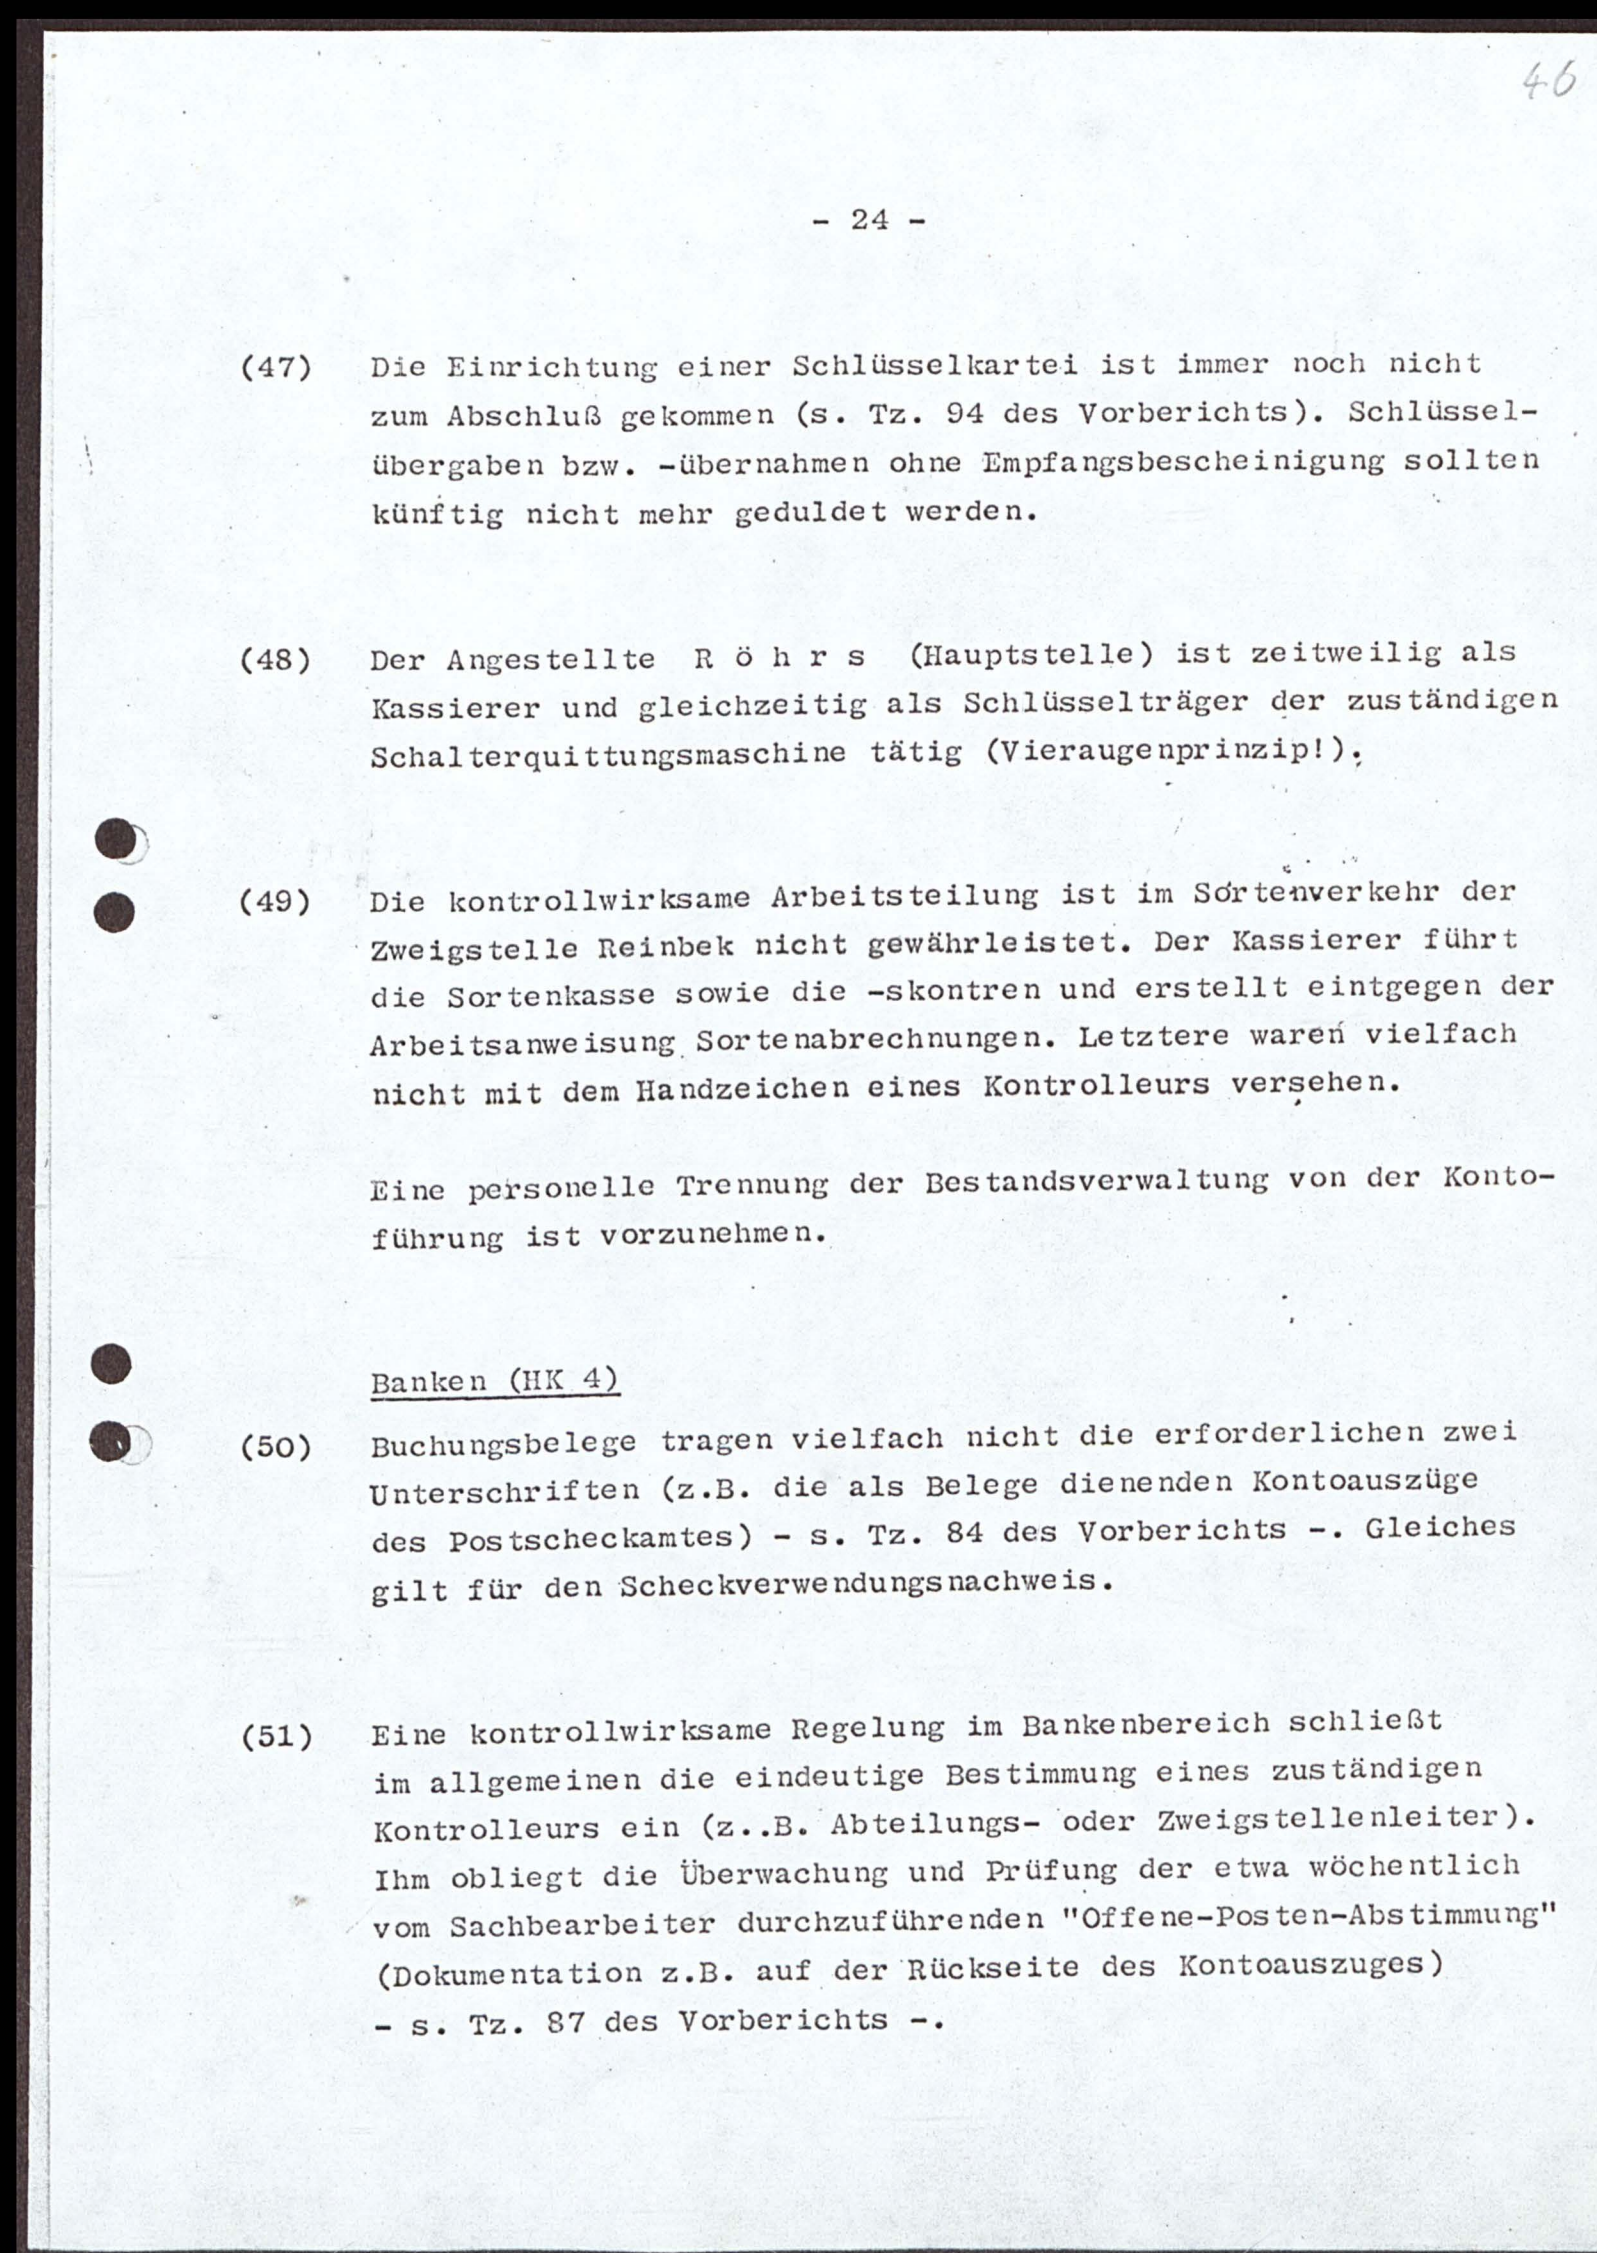 46
- 24 -
(47) Die Einrichtung einer Schlüsselkartei ist immer noch nicht
zum Abschluß gekommen (s. Tz. 94 des Vorberichts). Schlüssel-
übergaben bzw. -übernahmen ohne Empfangsbescheinigung sollten
künftig nicht mehr geduldet werden.
(48) Der Angestellte R ö h r s (Hauptstelle) ist zeitweilig als
Kassierer und gleichzeitig als Schlüsselträger der zuständigen
Schalterquittungsmaschine tätig (Vieraugenprinzip!).
(49) Die kontrollwirksame Arbeitsteilung ist im Sortenverkehr der
Zweigstelle Reinbek nicht gewährleistet. Der Kassierer führt
die Sortenkasse sowie die -skontren und erstellt eintgegen der
Arbeitsanweisung Sortenabrechnungen. Letztere waren vielfach
nicht mit dem Handzeichen eines Kontrolleurs versehen.
Eine personelle Trennung der Bestandsverwaltung von der Konto-
führung ist vorzunehmen.
Banken (HK 4)
(50) Buchungsbelege tragen vielfach nicht die erforderlichen zwei
Unterschriften (z.B. die als Belege dienenden Kontoauszüge
des Postscheckamtes) - s. Tz. 84 des Vorberichts -. Gleiches
gilt für den Scheckverwendungsnachweis.
(51) Eine kontrollwirksame Regelung im Bankenbereich schließt
im allgemeinen die eindeutige Bestimmung eines zuständigen
Kontrolleurs ein (z..B. Abteilungs- oder Zweigstellenleiter).
Ihm obliegt die Überwachung und Prüfung der etwa wöchentlich
vom Sachbearbeiter durchzuführenden "Offene-Posten-Abstimmung"
(Dokumentation z.B. auf der Rückseite des Kontoauszuges)
- s. Tz. 87 des Vorberichts -.